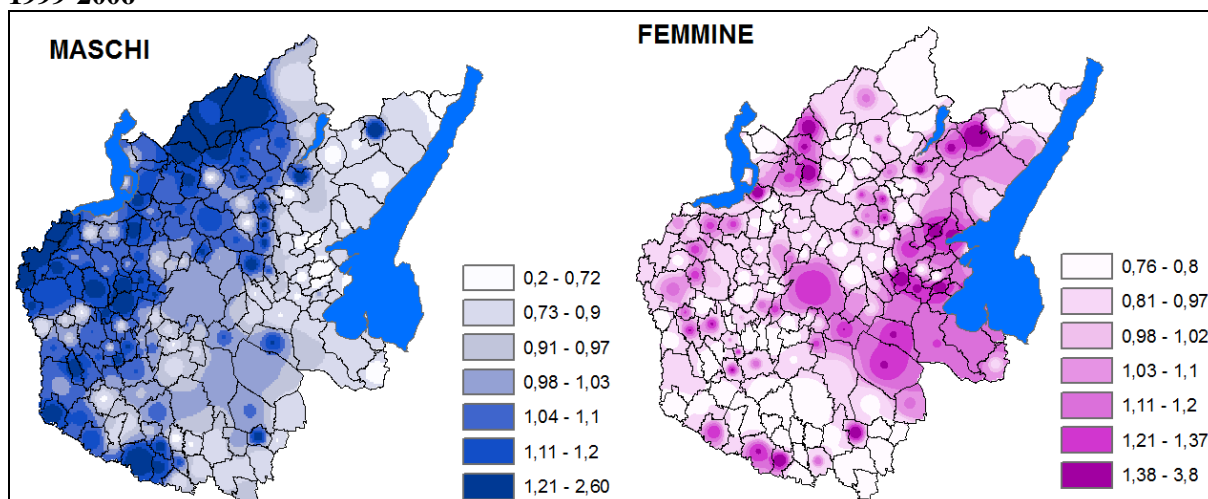 1999-2006
MASCHI
FEMMINE
0,2 - 0,72
0,73 - 0,9
0,91 - 0,97
0,98 - 1,03
1,04 - 1,1
1,11 - 1,2
1,21 - 2,60
0,76 - 0,8
0,81 - 0,97
0,98 - 1,02
1,03 - 1,1
1,11 - 1,2
1,21 - 1,37
1,38 - 3,8